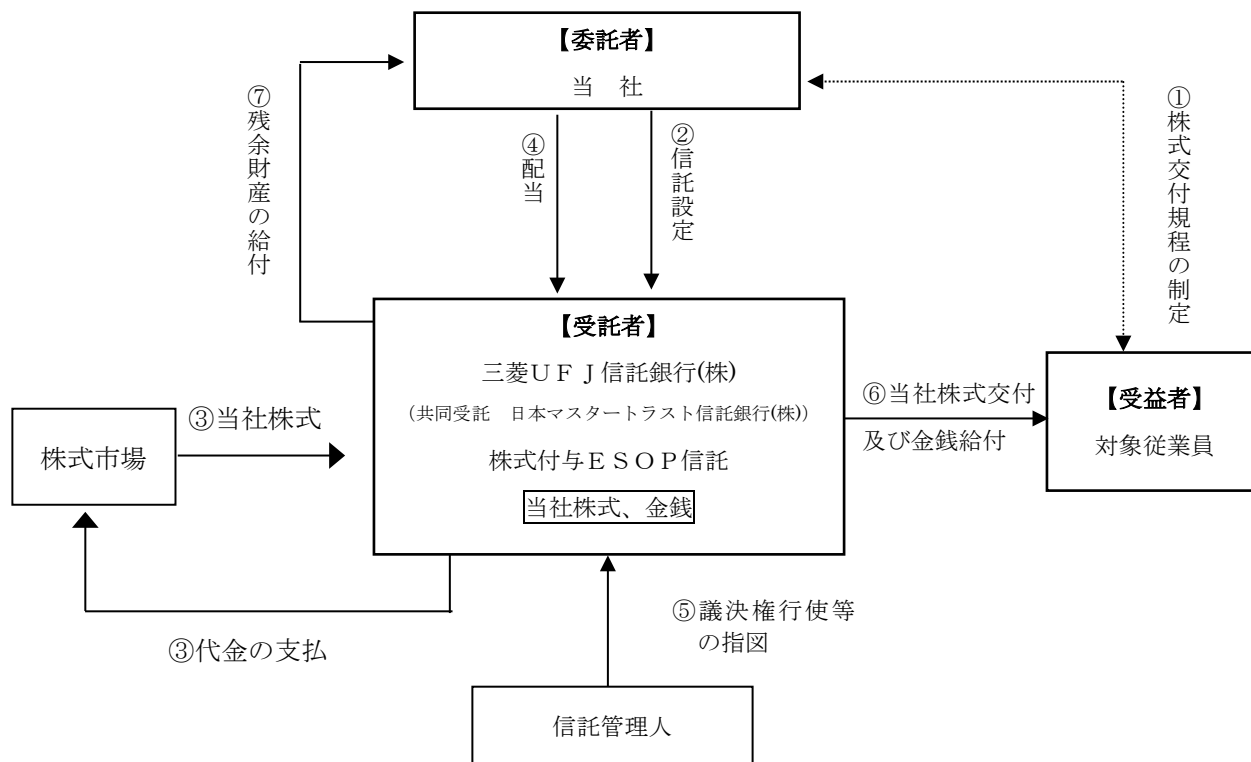 【委託者】
当　社
⑦残余財産の給付
④配当
②信託設定
①株式交付規程の制定
【受託者】
三菱ＵＦＪ信託銀行(株)
（共同受託　日本マスタートラスト信託銀行(株)）
株式付与ＥＳＯＰ信託
当社株式、金銭
③当社株式
株式市場
⑥当社株式交付
及び金銭給付
【受益者】
対象従業員
③代金の支払
⑤議決権行使等
の指図
信託管理人